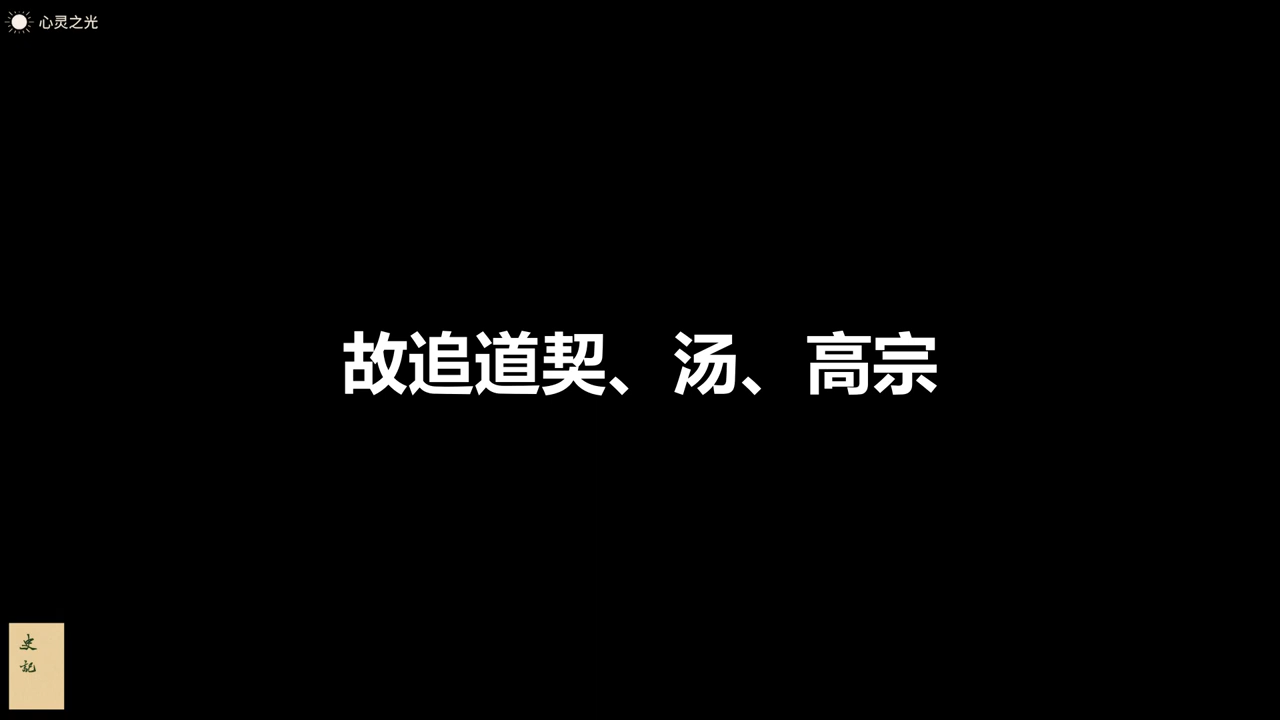 心灵之光
故追道契、汤、高宗
史
記